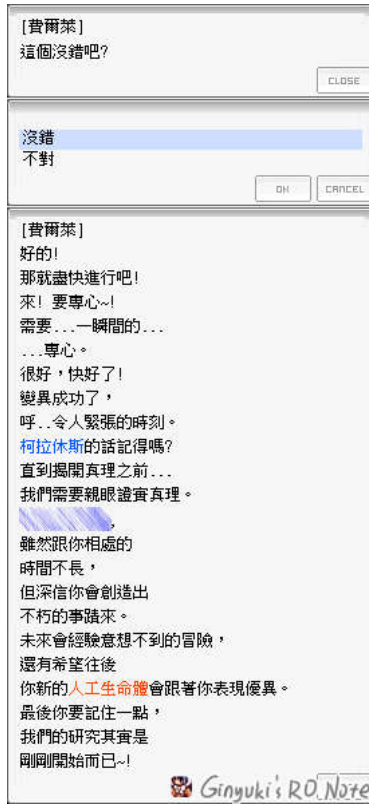 [費爾萊]
這個沒錯吧?
CLOSE
沒錯
不對
OK CANCEL
[費爾萊]
好的!
那就盡快進行吧!
來! 要專心~!
需要...一瞬間的...
...專心。
很好，快好了!
變異成功了，
呼..令人緊張的時刻。
柯拉休斯的話記得嗎?
直到揭開真理之前...
我們需要親眼證實真理。
,
雖然跟你相處的
時間不長，
但深信你會創造出
不朽的事蹟來。
未來會經驗意想不到的冒險，
還有希望往後
你新的人工生命體會跟著你表現優異。
最後你要記住一點，
我們的研究其實是
剛剛開始而已~!
Ginyuki's RO Note